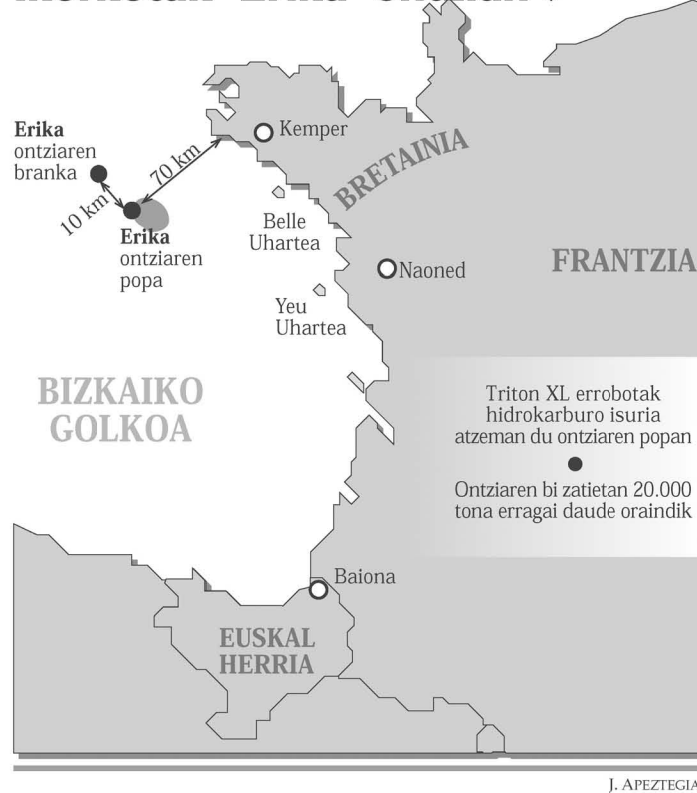 Kemper
Erika
ontziaren
branka
70 km
BRETAINIA
10 km
Erika
ontziaren
popa
Belle
Uhartea
FRANTZIA
Naoned
Yeu
Uhartea
BIZKAIKO
GOLKOA
Triton XL errobotak
hidrokarburo isuria
atzeman du ontziaren popan
Ontziaren bi zatietan 20.000
tona erragai daude oraindik
Baiona
EUSKAL
HERRIA
J. APEZTEGIA